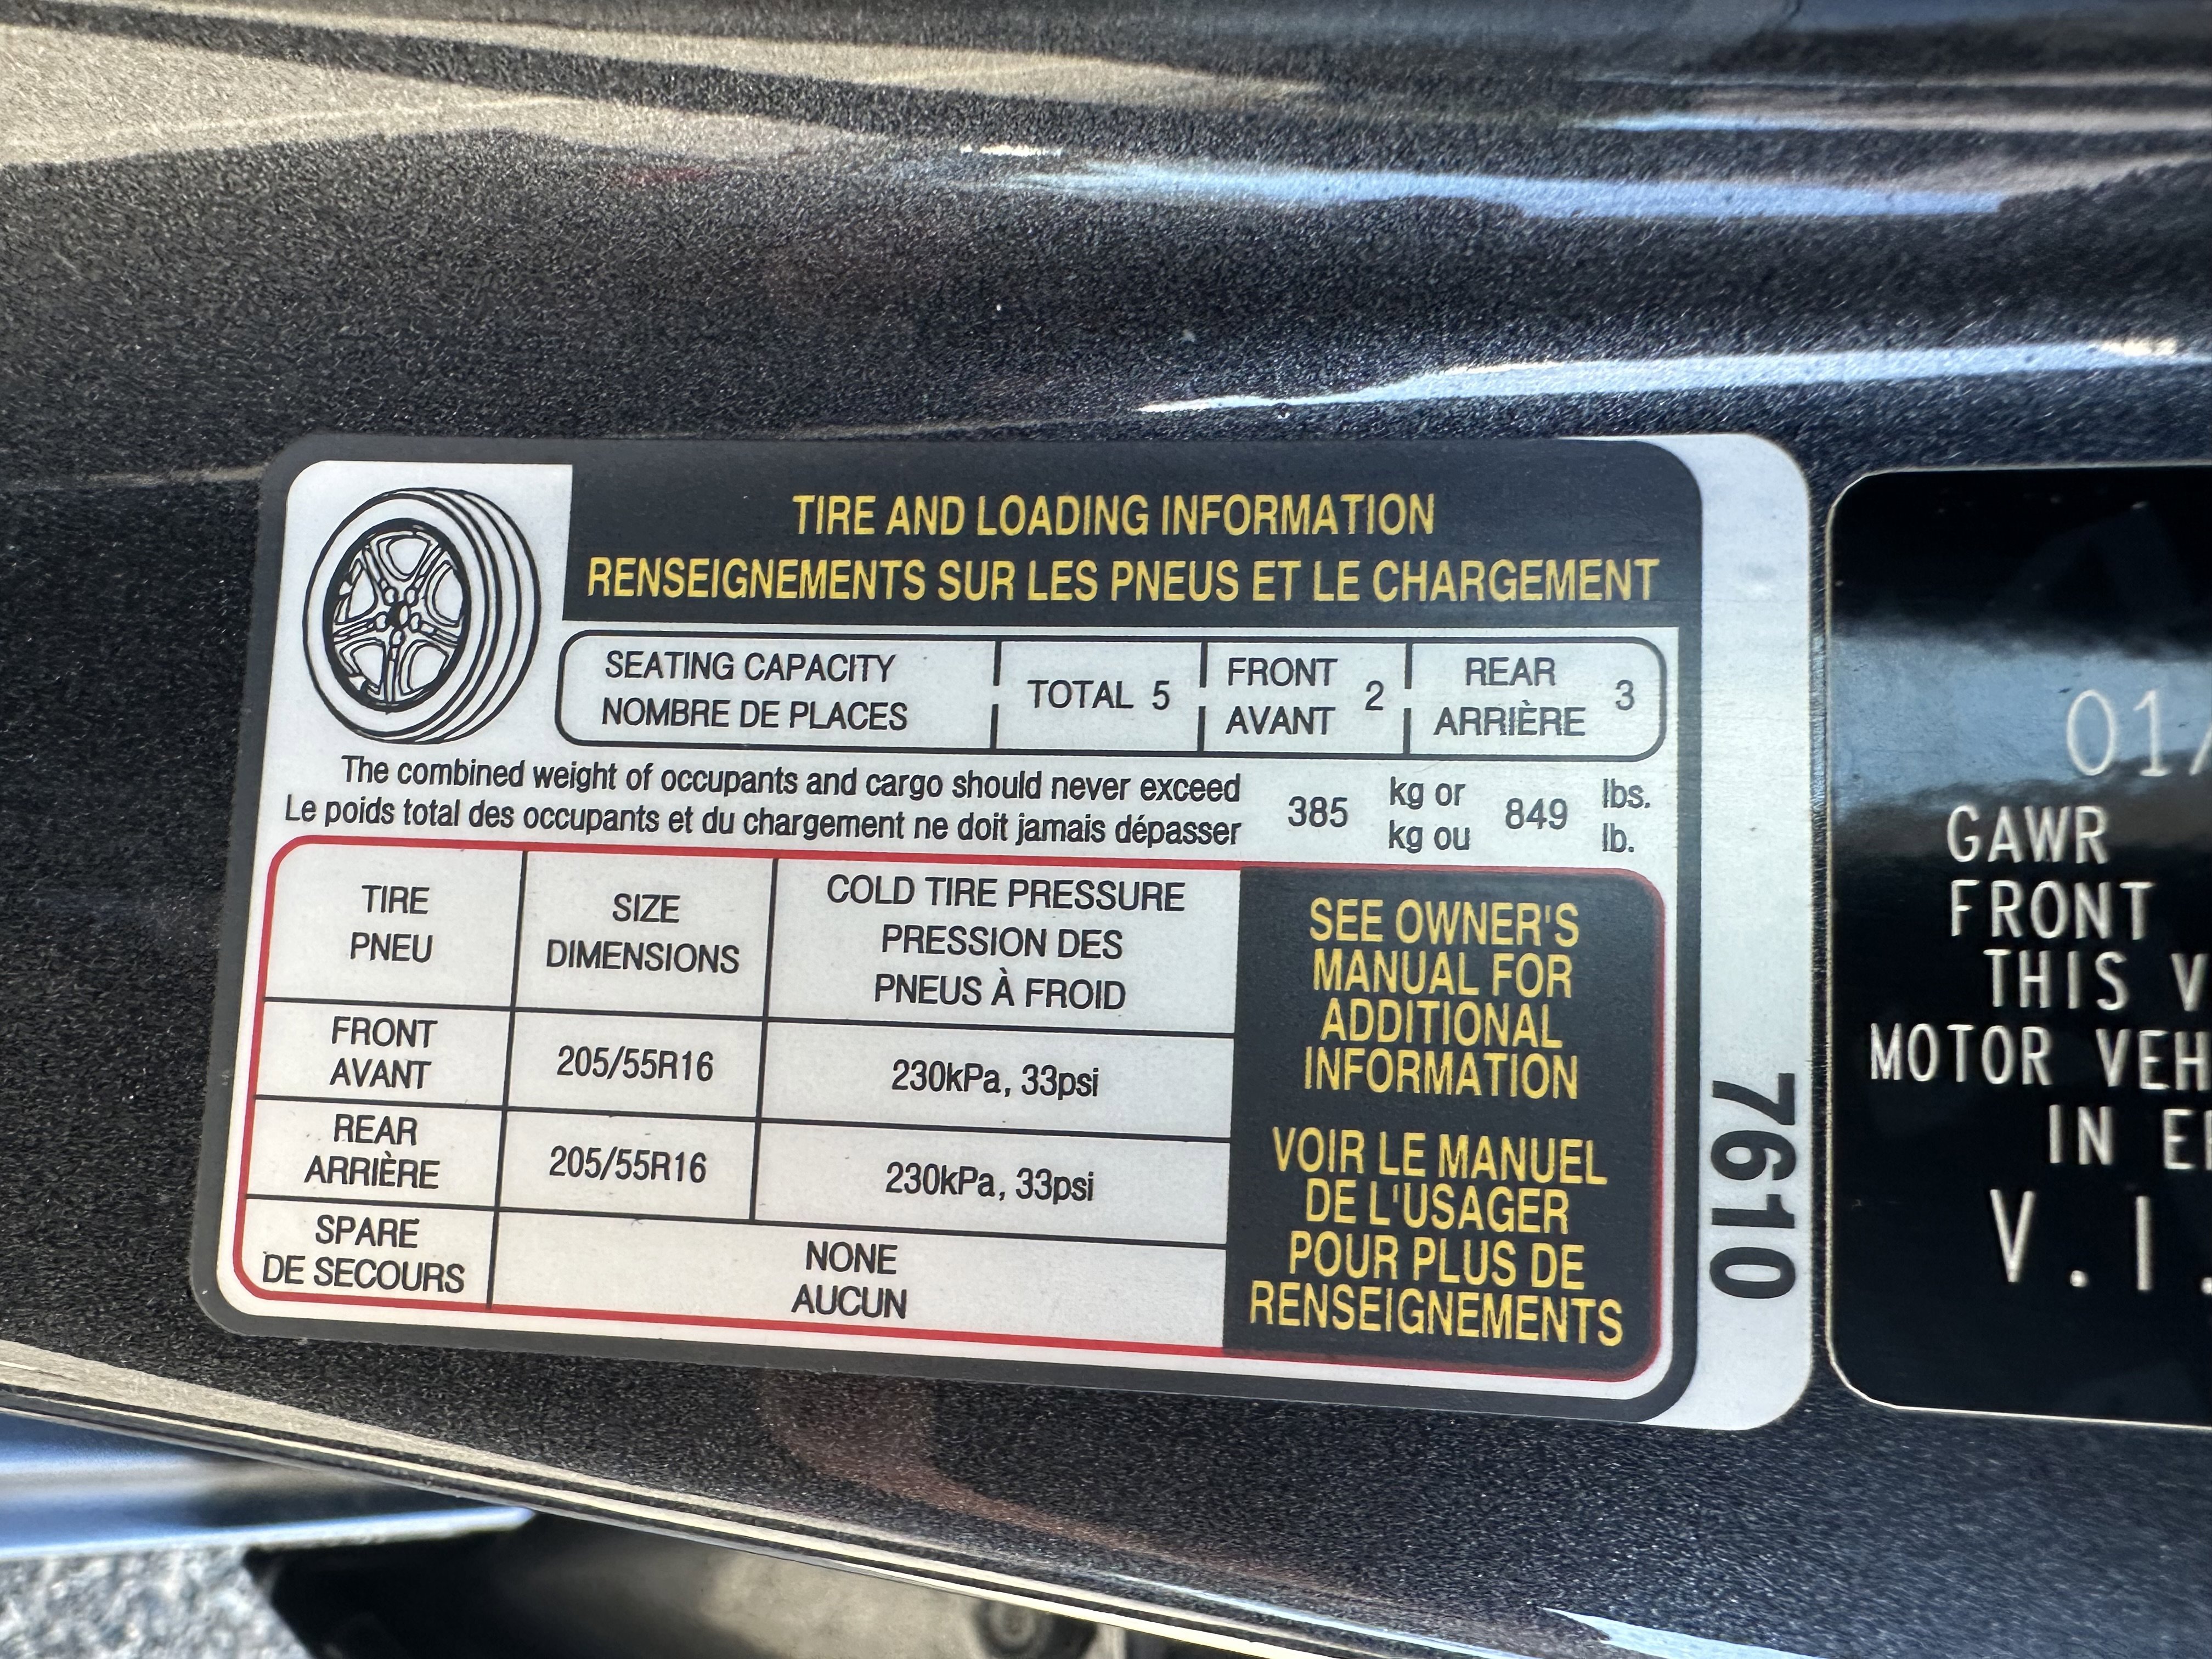 TIRE AND LOADING INFORMATION
RENSEIGNEMENTS SUR LES PNEUS ET LE CHARGEMENT
SEATING CAPACITY
NOMBRE DE PLACES
TOTAL 5
FRONT
AVANT
2
REAR
ARRIÈRE
3
The combined weight of occupants and cargo should never exceed
Le poids total des occupants et du chargement ne doit jamais dépasser
385
kg or
kg ou
849
lbs.
lb.
TIRE
PNEU
SIZE
DIMENSIONS
COLD TIRE PRESSURE
PRESSION DES
PNEUS À FROID
FRONT
AVANT
205/55R16
230kPa, 33psi
REAR
ARRIÈRE
205/55R16
230kPa, 33psi
SPARE
DE SECOURS
NONE
AUCUN
SEE OWNER'S
MANUAL FOR
ADDITIONAL
INFORMATION
VOIR LE MANUEL
DE L'USAGER
POUR PLUS DE
RENSEIGNEMENTS
7610
01/
GAWR
FRONT
THIS
MOTOR
IN
V.I.